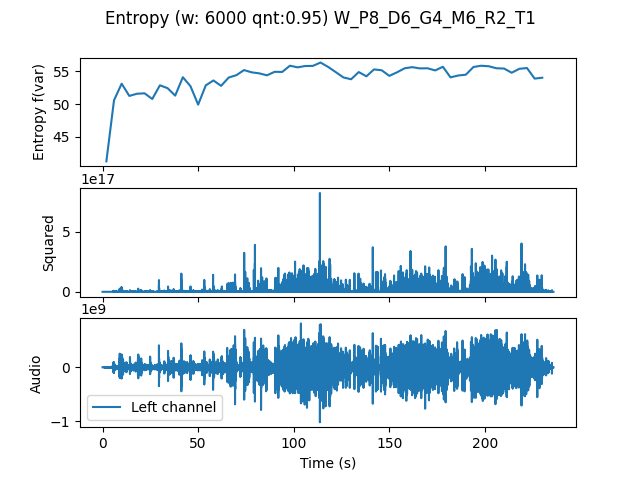 Entropy (w: 6000 qnt:0.95) W_P8_D6_G4_M6_R2_T1
55
50
45
Entropy f(var)
1e17
5
0
Squared
1e9
0
−1
Audio
Left channel
0 50 100 150 200
Time (s)